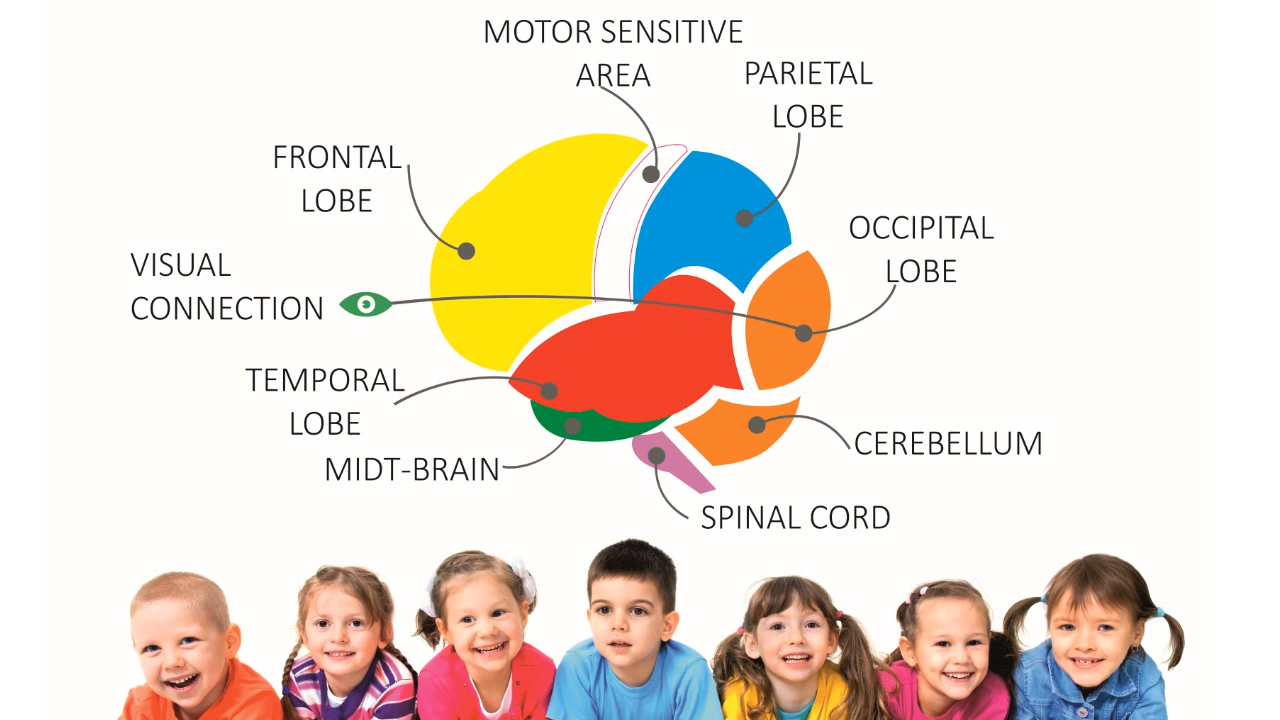 MOTOR SENSITIVE
AREA
PARIETAL
LOBE
FRONTAL
LOBE
OCCIPITAL
LOBE
VISUAL
CONNECTION
TEMPORAL
LOBE
CEREBELLUM
MIDT-BRAIN
SPINAL CORD